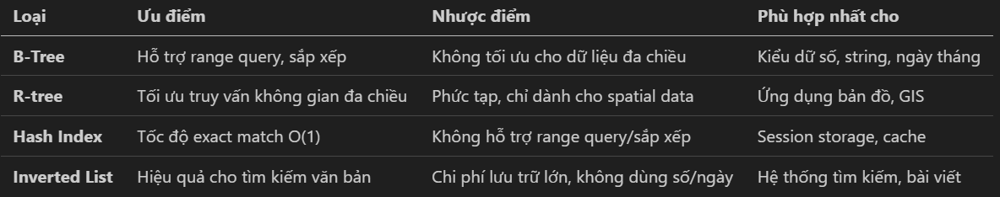 Loại Ưu điểm Nhược điểm Phù hợp nhất cho
B-Tree Hỗ trợ range query, sắp xếp Không tối ưu cho dữ liệu đa chiều Kiểu dữ số, string, ngày tháng
R-tree Tối ưu truy vấn không gian đa chiều Phức tạp, chỉ dành cho spatial data Ứng dụng bản đồ, GIS
Hash Index Tốc độ exact match O(1) Không hỗ trợ range query/sắp xếp Session storage, cache
Inverted List Hiệu quả cho tìm kiếm văn bản Chi phí lưu trữ lớn, không dùng số/ngày Hệ thống tìm kiếm, bài viết